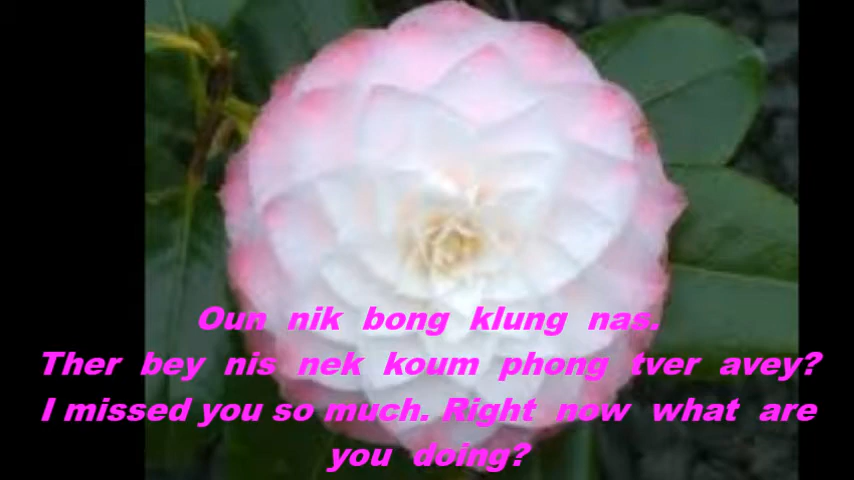 Oun nik bong klung nas.
Ther bey nis nek koum phong tver avey?
I missed you so much. Right now what are
you doing?